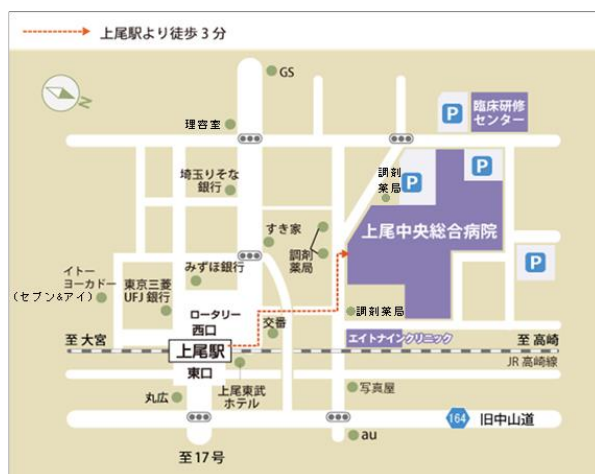 上尾駅より徒歩3分
GS
N
臨床研修
センター
P
理容室
P
P
調剤
薬局
埼玉りそな
銀行
上尾中央総合病院
すき家
調剤
薬局
P
みずほ銀行
イトー
ヨーカドー
(セブン&アイ)
東京三菱
UFJ 銀行
ロータリー
西口
交番
調剤薬局
エイトナインクリニック
至 大宮
上尾駅
至 高崎
JR 高崎線
東口
上尾東武
ホテル
写真屋
丸広
164
旧中山道
au
至17号